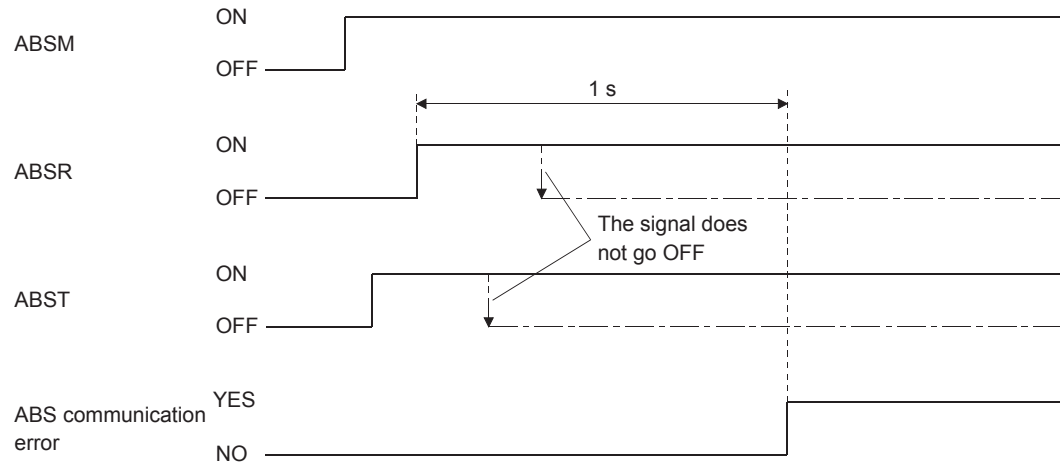 ON
ABSM
OFF
1 s
ON
ABSR
OFF
The signal does
not go OFF
ON
ABST
OFF
YES
ABS communication
error
NO